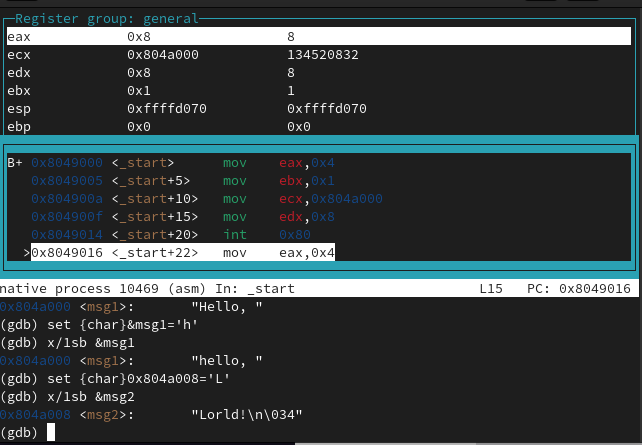 Register group: general
eax 0x8 8
ecx 0x804a000 134520832
edx 0x8 8
ebx 0x1 1
esp 0xffffd070 0xffffd070
ebp 0x0 0x0
B+ 0x8049000 <_start> mov eax,0x4
0x8049005 <_start+5> mov ebx,0x1
0x804900a <_start+10> mov ecx,0x804a000
0x804900f <_start+15> mov edx,0x8
0x8049014 <_start+20> int 0x80
>0x8049016 <_start+22> mov eax,0x4
native process 10469 (asm) In: _start L15 PC: 0x8049016
0x804a000 <msg1>: "Hello, "
(gdb) set {char}&msg1='h'
(gdb) x/1sb &msg1
0x804a000 <msg1>: "hello, "
(gdb) set {char}0x804a008='L'
(gdb) x/1sb &msg2
0x804a008 <msg2>: "Lorld!\n\034"
(gdb)